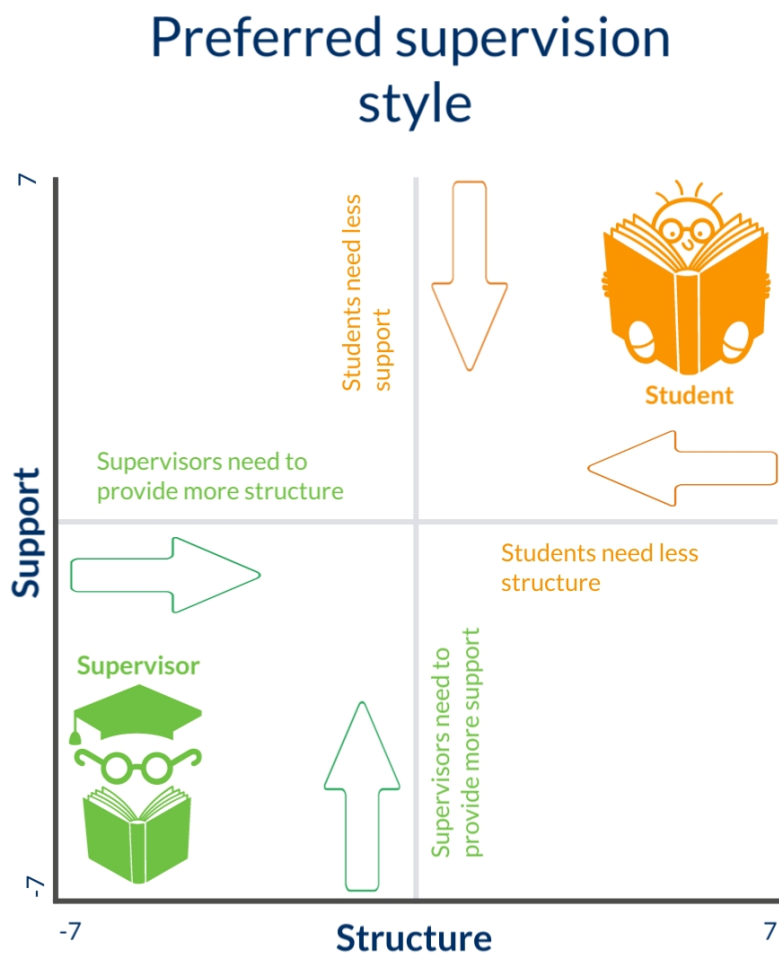 Preferred supervision
style
7
Students need less
support
Student
Supervisors need to
provide more structure
Support
Students need less
structure
Supervisor
Supervisors need to
provide more support
-7
-7
Structure
7